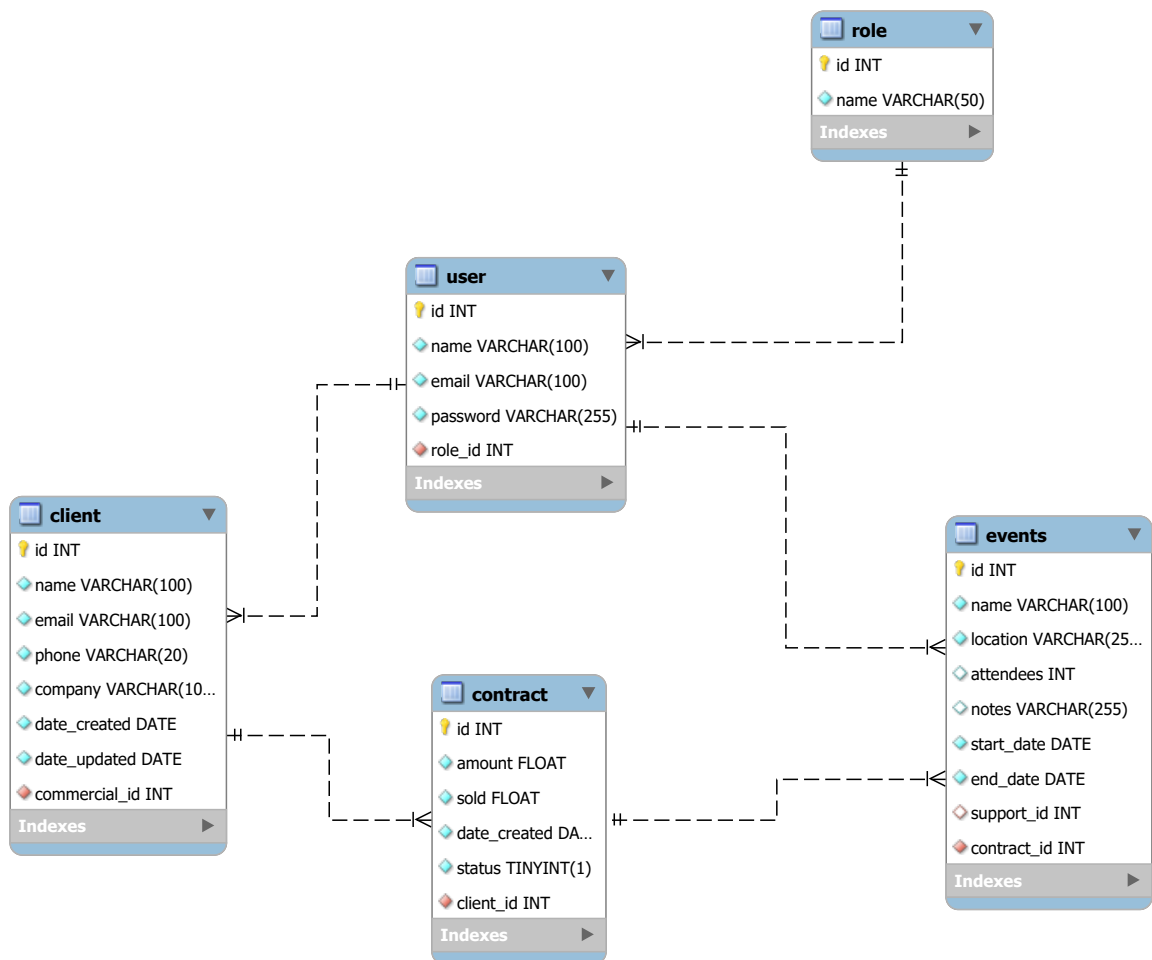 role
id INT
name VARCHAR(50)
Indexes
user
id INT
name VARCHAR(100)
email VARCHAR(100)
password VARCHAR(255)
role_id INT
Indexes
client
id INT
name VARCHAR(100)
email VARCHAR(100)
phone VARCHAR(20)
company VARCHAR(10...
date_created DATE
date_updated DATE
commercial_id INT
Indexes
contract
id INT
amount FLOAT
sold FLOAT
date_created DA...
status TINYINT(1)
client_id INT
Indexes
events
id INT
name VARCHAR(100)
location VARCHAR(25...
attendees INT
notes VARCHAR(255)
start_date DATE
end_date DATE
support_id INT
contract_id INT
Indexes